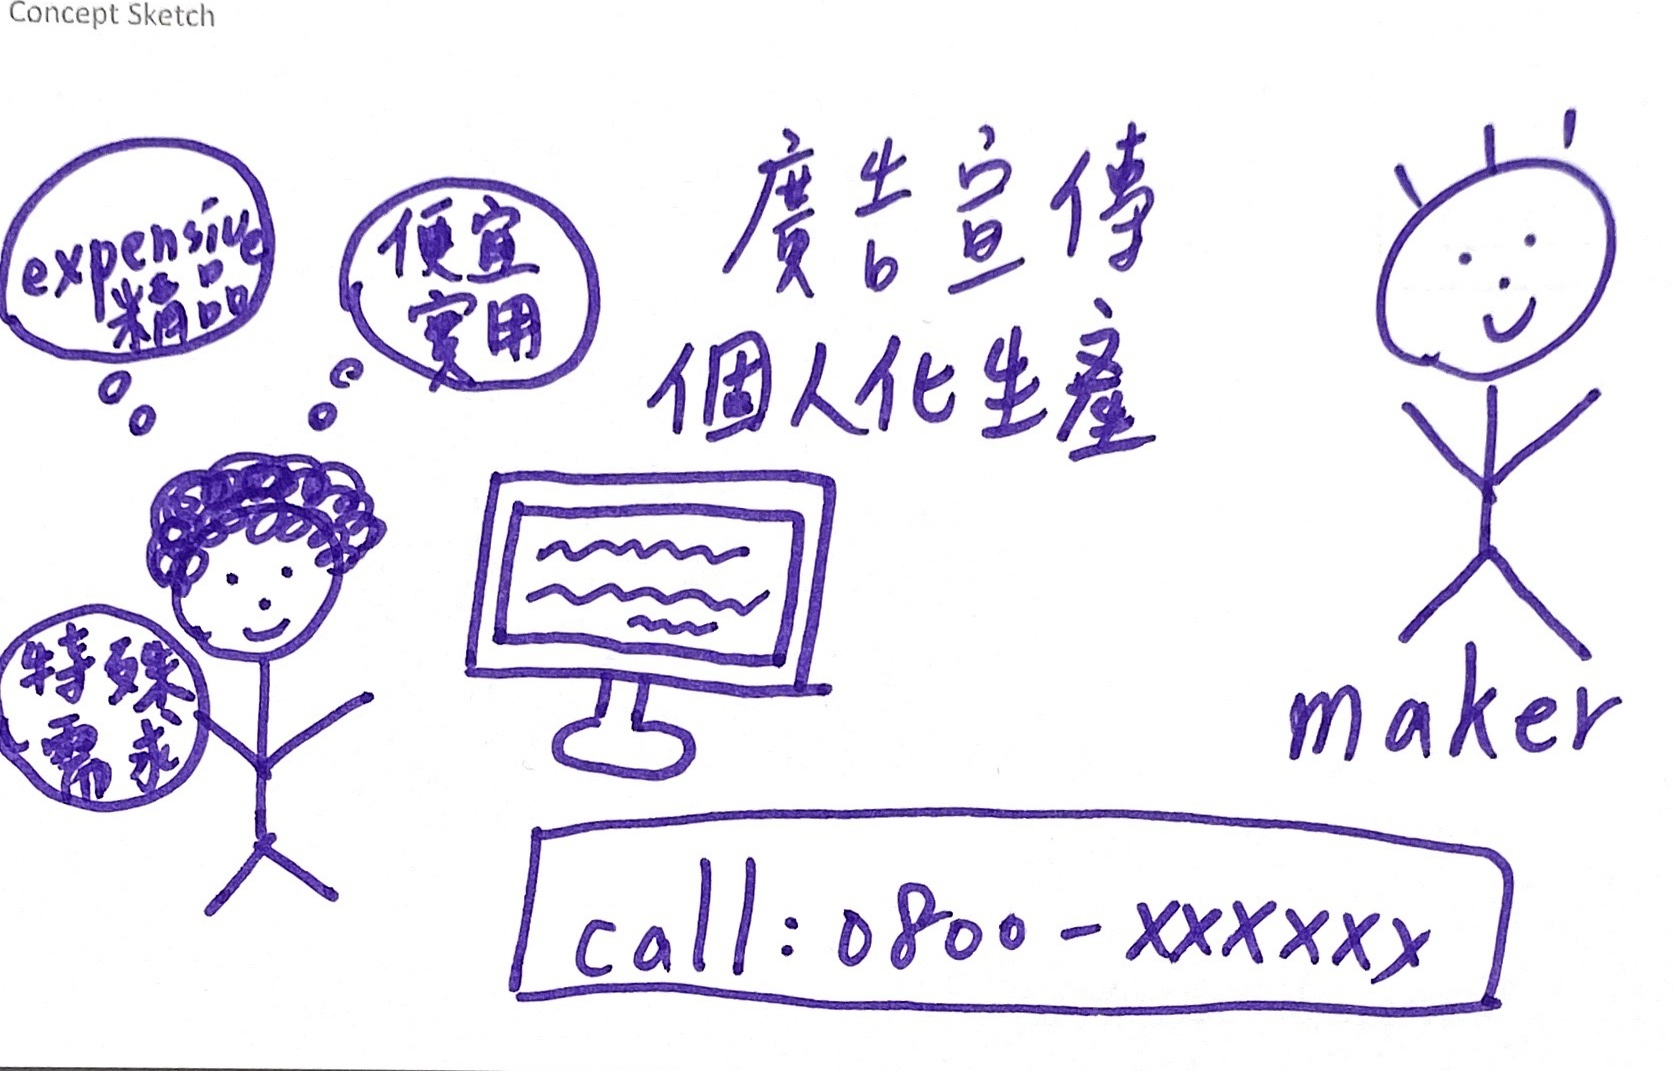 Concept Sketch
expensive
精品
便宜
實用
廣告宣傳
個人化生產
特殊
需求
maker
call: 0800-xxxxxxx